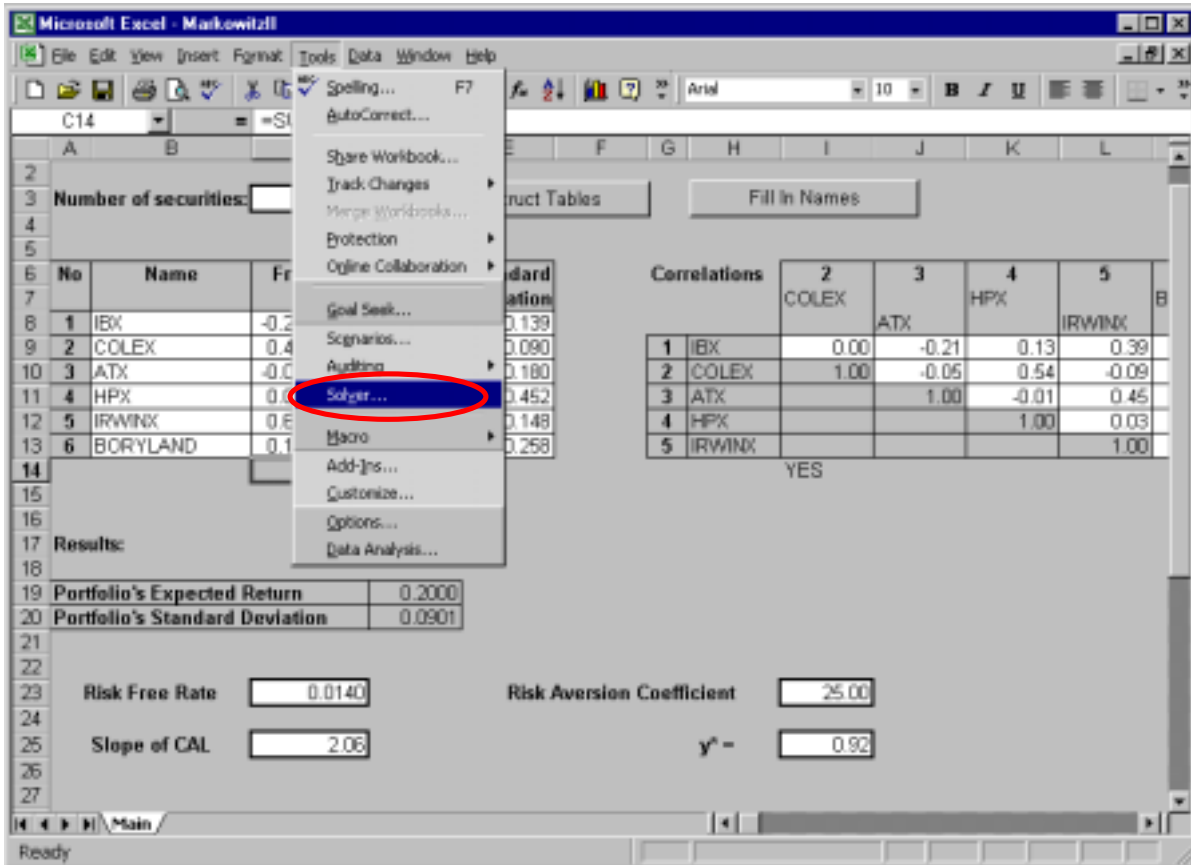 Microsoft Excel - MarkowitzII
File Edit View Insert Format Tools Data Window Help
Arial 10 B I U
C14 = =SU
A B E F G H I J K L
2
3 Number of securities: truct Tables Fill In Names
4
5
6 No Name Fr dard Correlations 2 3 4 5
7 ation COLEX HPX B
8 1 IBX -0.2 0.139 ATX IRWINX
9 2 COLEX 0.4 0.090 1 IBX 0.00 -0.21 0.13 0.39
10 3 ATX -0.0 0.180 2 COLEX 1.00 -0.05 0.54 -0.09
11 4 HPX 0.0 0.452 3 ATX 1.00 -0.01 0.45
12 5 IRWINX 0.6 0.148 4 HPX 1.00 0.03
13 6 BORYLAND 0.1 0.258 5 IRWINX 1.00
14 YES
15
16
17 Results:
18
19 Portfolio's Expected Return 0.2000
20 Portfolio's Standard Deviation 0.0901
21
22
23 Risk Free Rate 0.0140 Risk Aversion Coefficient 25.00
24
25 Slope of CAL 2.06 y* = 0.92
26
27
Spelling... F7
AutoCorrect...
Share Workbook...
Track Changes
Merge Workbooks...
Protection
Online Collaboration
Goal Seek...
Scenarios...
Auditing
Solver...
Macro
Add-Ins...
Customize...
Options...
Data Analysis...
Main
Ready